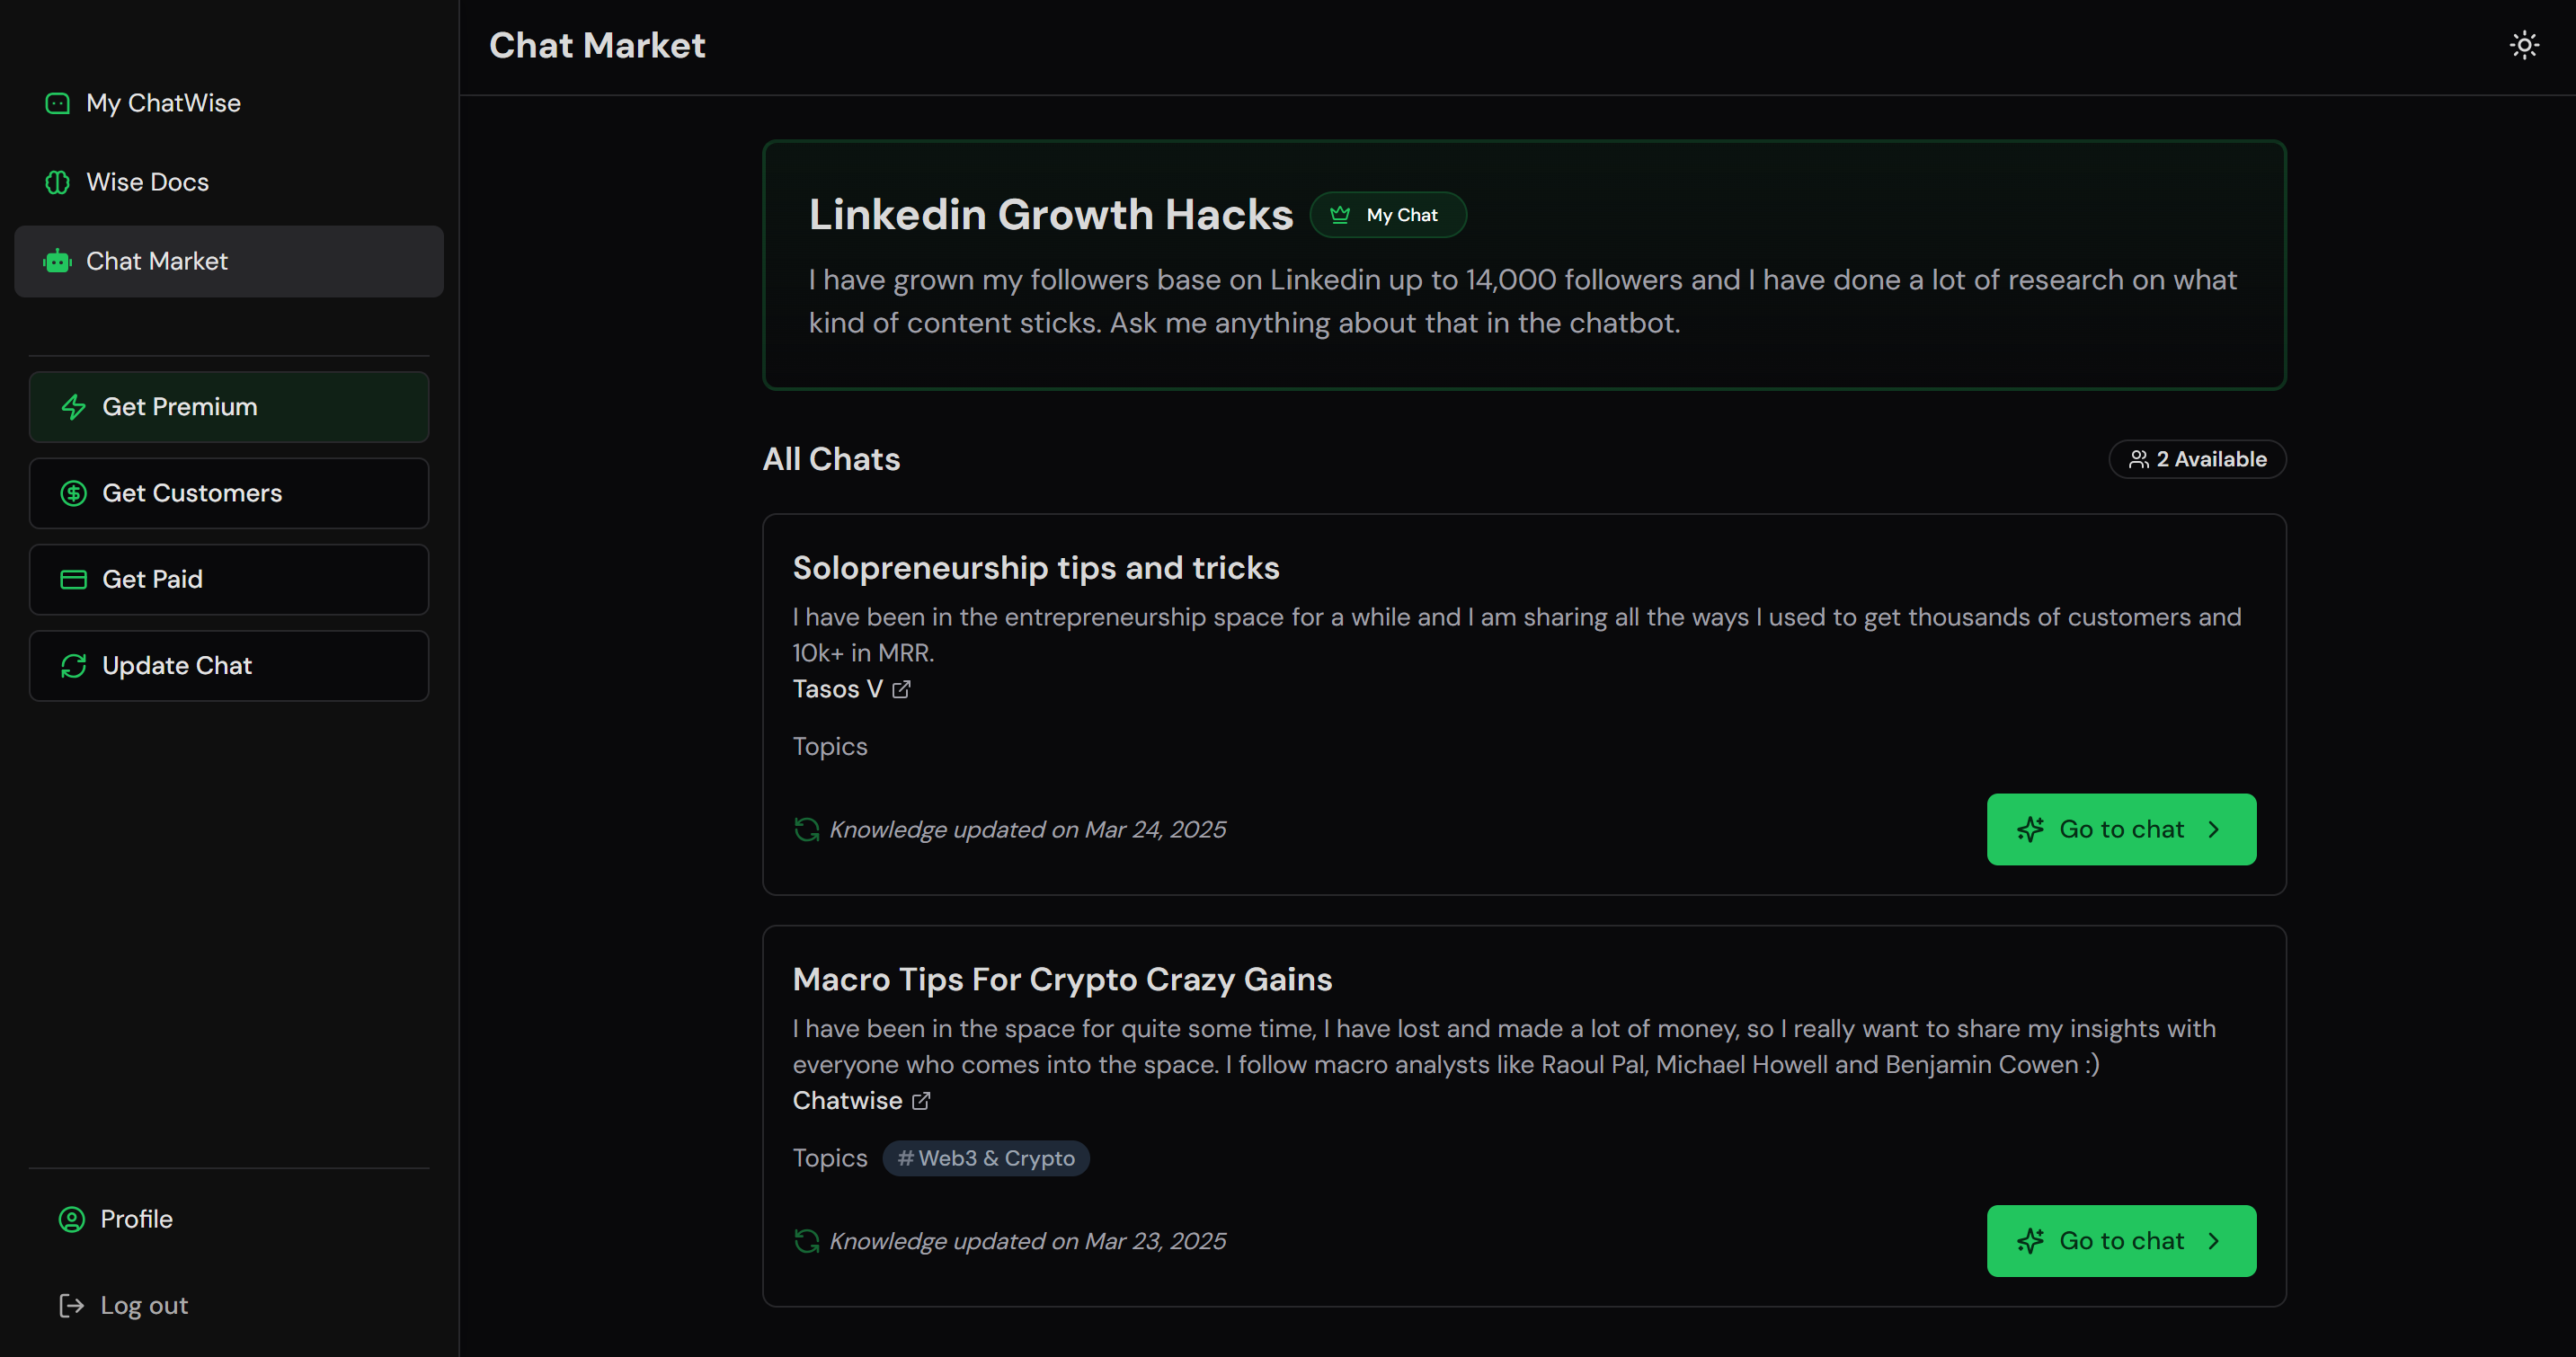 My ChatWise
Wise Docs
Chat Market
Get Premium
Get Customers
Get Paid
Update Chat
Profile
Log out
Chat Market
Linkedin Growth Hacks
My Chat
I have grown my followers base on Linkedin up to 14,000 followers and I have done a lot of research on what
kind of content sticks. Ask me anything about that in the chatbot.
All Chats
2 Available
Solopreneurship tips and tricks
I have been in the entrepreneurship space for a while and I am sharing all the ways I used to get thousands of customers and
10k+ in MRR.
Tasos V
Topics
Knowledge updated on Mar 24, 2025
Go to chat
Macro Tips For Crypto Crazy Gains
I have been in the space for quite some time, I have lost and made a lot of money, so I really want to share my insights with
everyone who comes into the space. I follow macro analysts like Raoul Pal, Michael Howell and Benjamin Cowen :)
Chatwise
Topics
#Web3 & Crypto
Knowledge updated on Mar 23, 2025
Go to chat